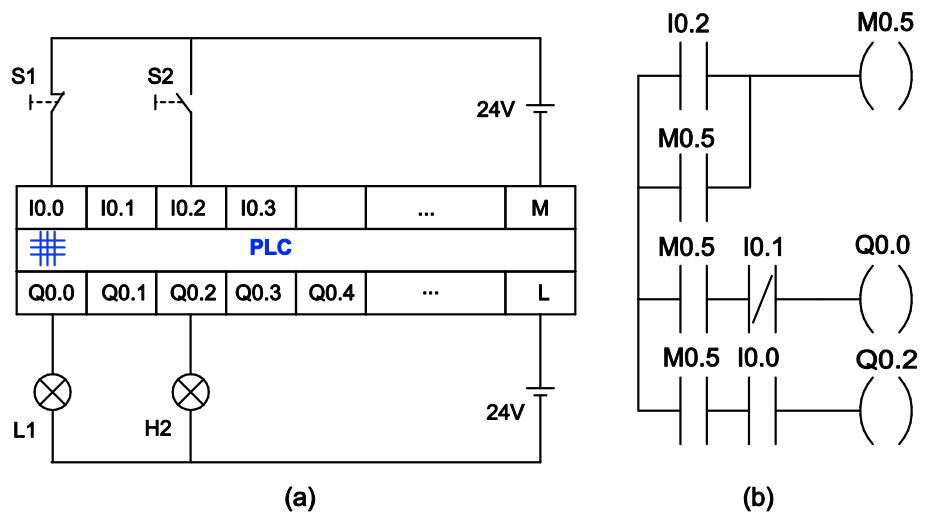 S1
S2
24V
I0.0 I0.1 I0.2 I0.3 ... M
PLC
Q0.0 Q0.1 Q0.2 Q0.3 Q0.4 ... L
L1
H2
24V
(a)
I0.2 M0.5
M0.5
M0.5 I0.1 Q0.0
M0.5 I0.0 Q0.2
(b)